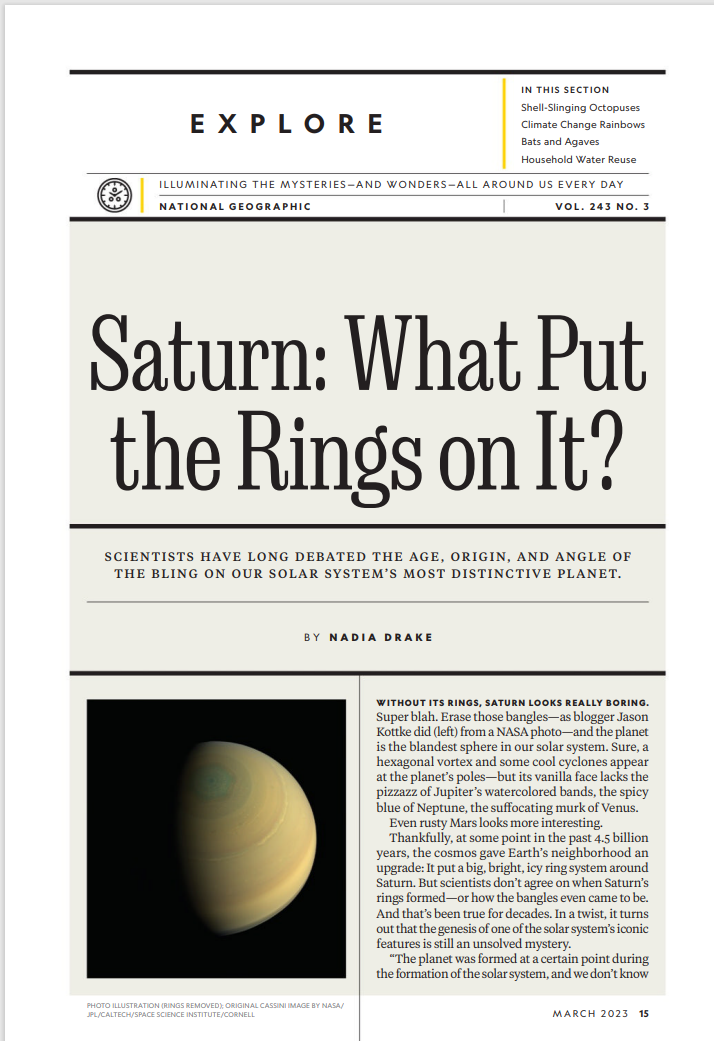 EXPLORE
IN THIS SECTION
Shell-Slinging Octopuses
Climate Change Rainbows
Bats and Agaves
Household Water Reuse
ILLUMINATING THE MYSTERIES—AND WONDERS—ALL AROUND US EVERY DAY
NATIONAL GEOGRAPHIC
VOL. 243 NO. 3
Saturn: What Put
the Rings on It?
SCIENTISTS HAVE LONG DEBATED THE AGE, ORIGIN, AND ANGLE OF
THE BLING ON OUR SOLAR SYSTEM'S MOST DISTINCTIVE PLANET.
BY NADIA DRAKE
WITHOUT ITS RINGS, SATURN LOOKS REALLY BORING.
Super blah. Erase those bangles—as blogger Jason
Kottke did (left) from a NASA photo—and the planet
is the blandest sphere in our solar system. Sure, a
hexagonal vortex and some cool cyclones appear
at the planet's poles—but its vanilla face lacks the
pizzazz of Jupiter's watercolored bands, the spicy
blue of Neptune, the suffocating murk of Venus.
Even rusty Mars looks more interesting.
Thankfully, at some point in the past 4.5 billion
years, the cosmos gave Earth's neighborhood an
upgrade: It put a big, bright, icy ring system around
Saturn. But scientists don't agree on when Saturn's
rings formed—or how the bangles even came to be.
And that's been true for decades. In a twist, it turns
out that the genesis of one of the solar system's iconic
features is still an unsolved mystery.
"The planet was formed at a certain point during
the formation of the solar system, and we don't know
PHOTO ILLUSTRATION (RINGS REMOVED); ORIGINAL CASSINI IMAGE BY NASA/
JPL/CALTECH/SPACE SCIENCE INSTITUTE/CORNELL
MARCH 2023 15